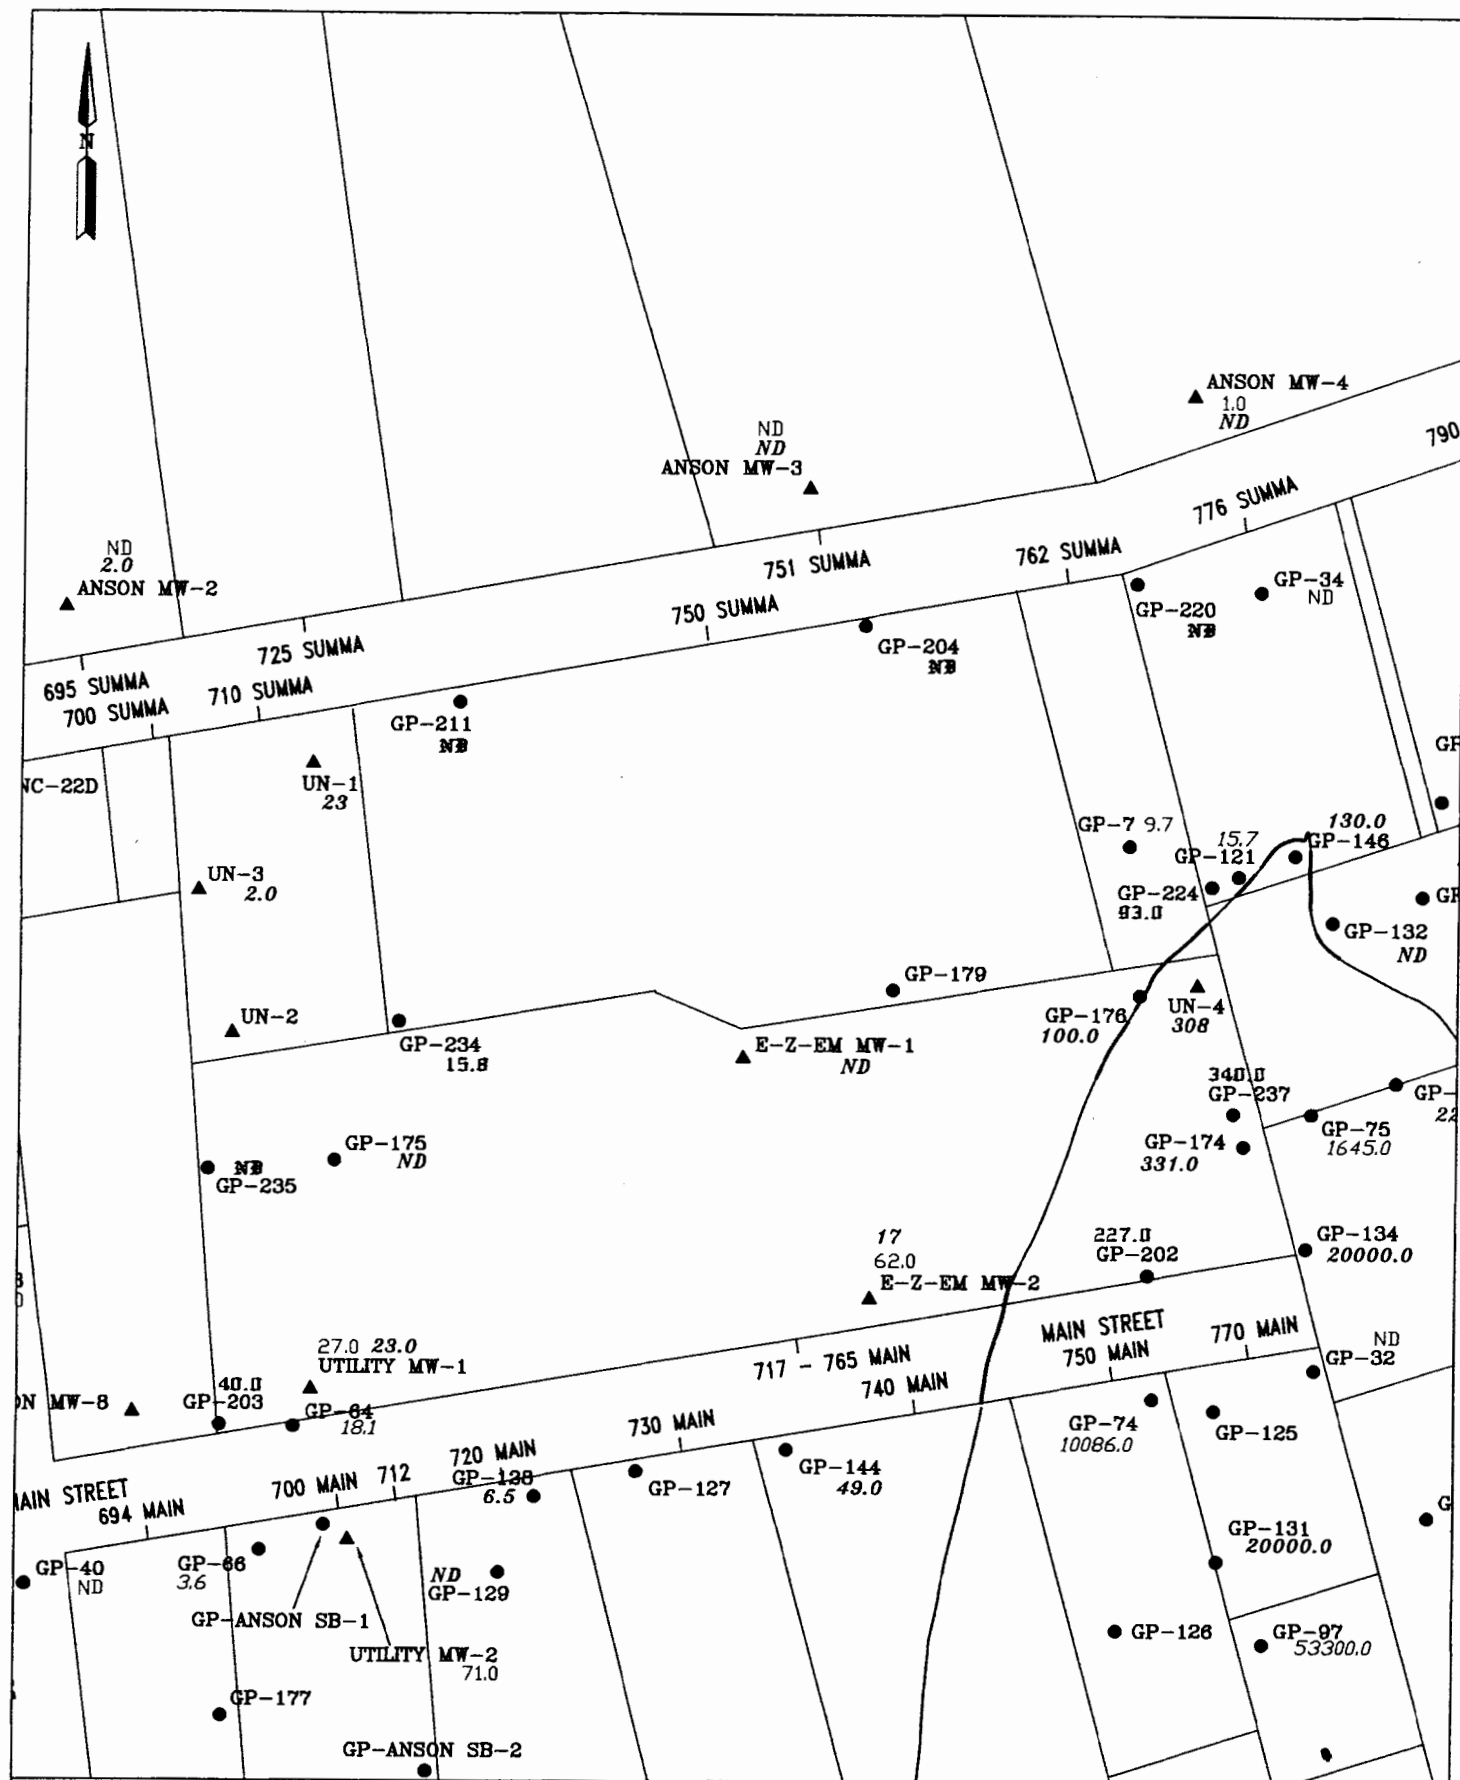 N
ANSON MW-4
1.0
ND
790
ND
ND
ANSON MW-3
776 SUMMA
ND
2.0
ANSON MW-2
751 SUMMA
762 SUMMA
GP-34
ND
GP-220
ND
750 SUMMA
GP-204
ND
725 SUMMA
695 SUMMA
710 SUMMA
700 SUMMA
GP-211
ND
NC-22D
UN-1
23
GP-7 9.7
15.7
GP-121
130.0
GP-146
UN-3
2.0
GP-224
93.0
GP-132
ND
GP-179
UN-2
GP-176
100.0
UN-4
308
GP-234
15.8
E-Z-EM MW-1
ND
340.0
GP-237
GP-
22
GP-75
1645.0
GP-174
331.0
GP-175
ND
ND
GP-235
17
62.0
E-Z-EM MW-2
227.0
GP-202
GP-134
20000.0
MAIN STREET
770 MAIN
ND
GP-32
27.0 23.0
UTILITY MW-1
717 - 765 MAIN
750 MAIN
740 MAIN
ON MW-8
40.0
GP-203
GP-64
18.1
730 MAIN
GP-74
10086.0
GP-125
720 MAIN
GP-128
6.5
GP-144
49.0
GP-127
712
700 MAIN
MAIN STREET
694 MAIN
G
GP-131
20000.0
GP-40
ND
GP-66
3.6
ND
GP-129
GP-ANSON SB-1
GP-126
GP-97
53300.0
UTILITY MW-2
71.0
GP-177
GP-ANSON SB-2